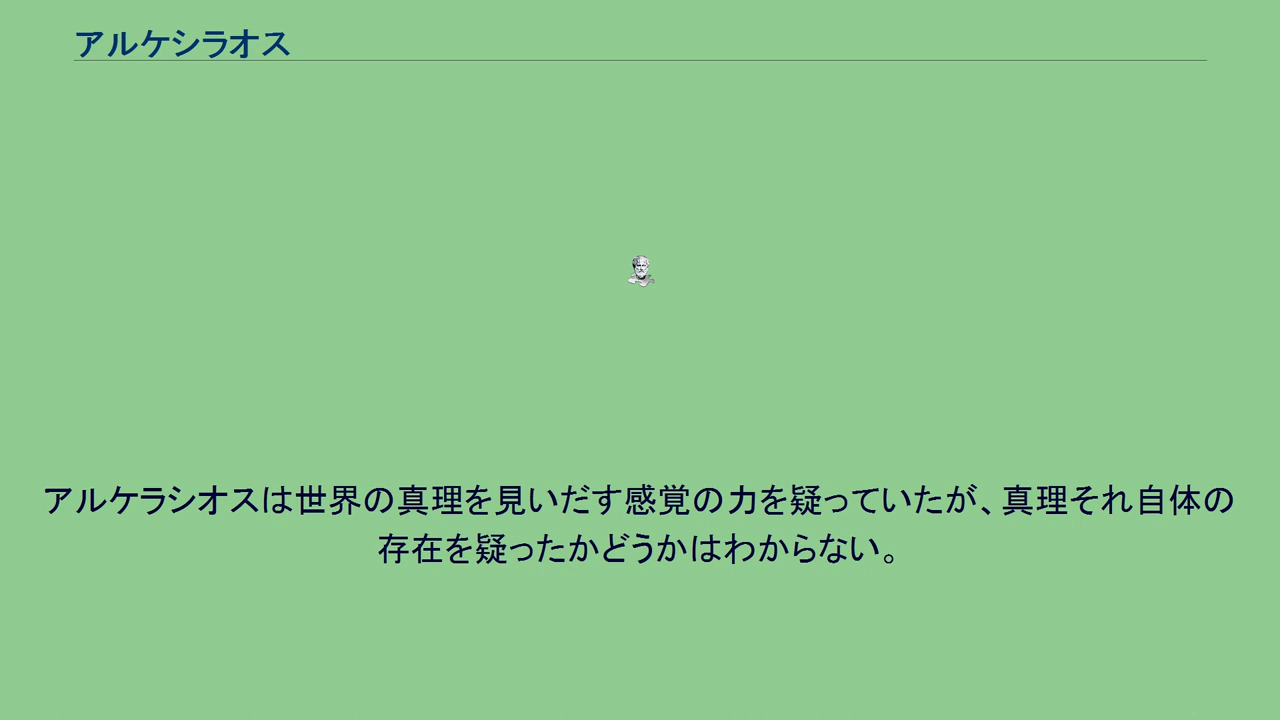 アルケシラオス
アルケラシオスは世界の真理を見いだす感覚の力を疑っていたが、真理それ自体の
存在を疑ったかどうかはわからない。